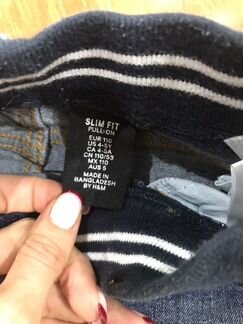 SLIM FIT
PULL-ON
EUR 110
US 4-5Y
CA 4-5A
CN 110/53
MX 110
AUS 5
MADE IN
BANGLADESH
BY H&M